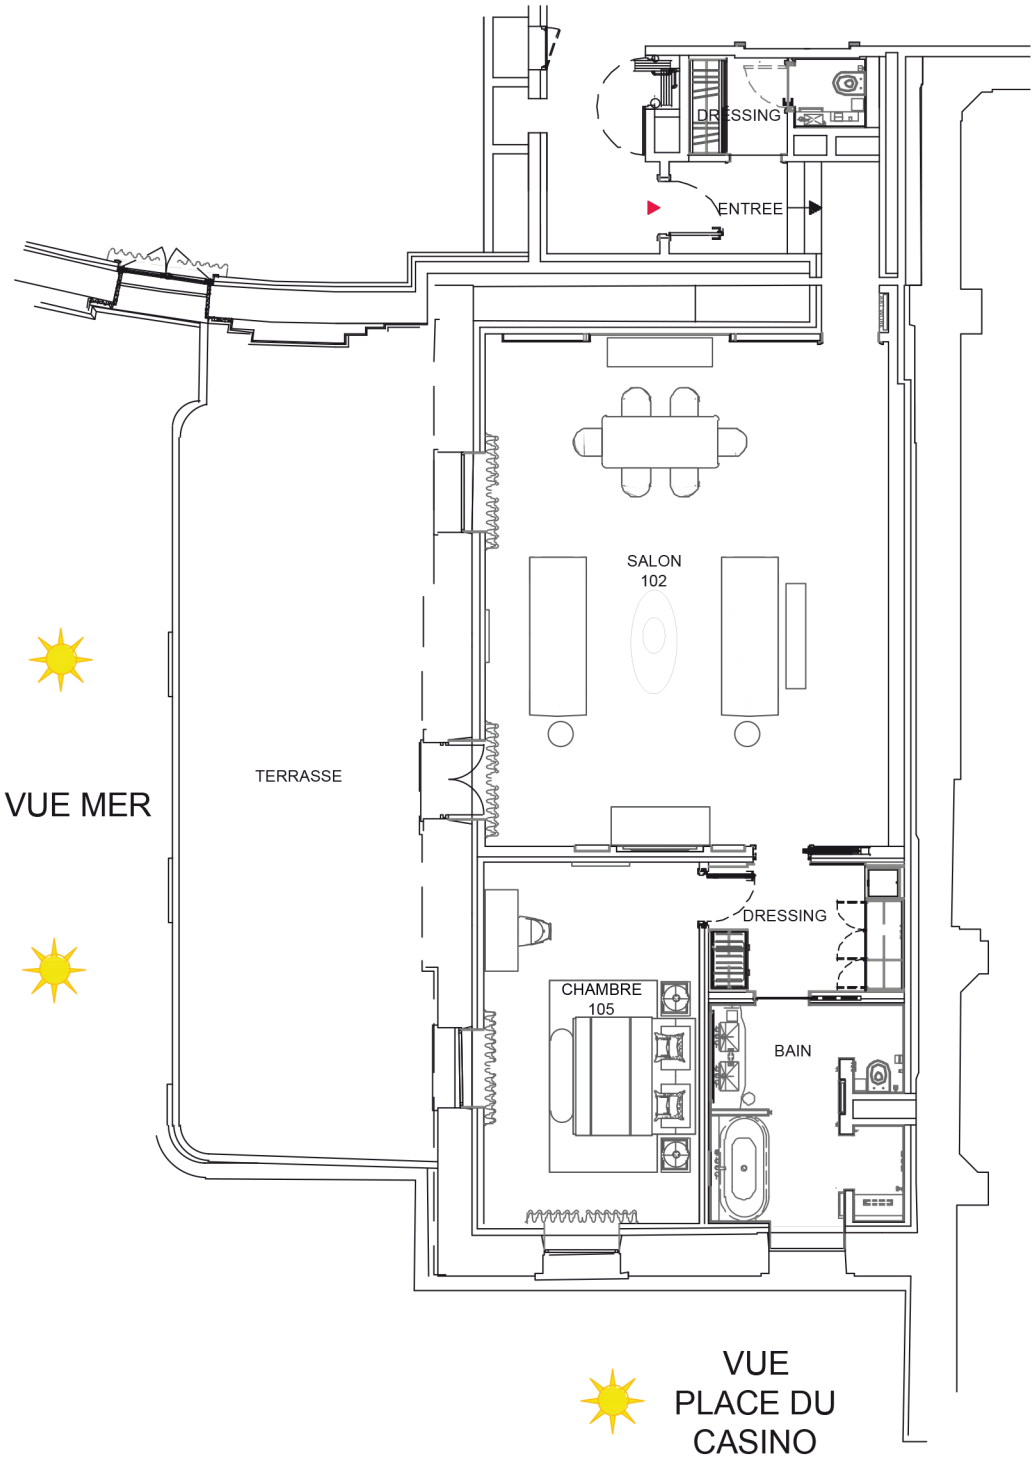 DRESSING
ENTREE
SALON
102
TERRASSE
VUE MER
DRESSING
CHAMBRE
105
BAIN
VUE
PLACE DU
CASINO